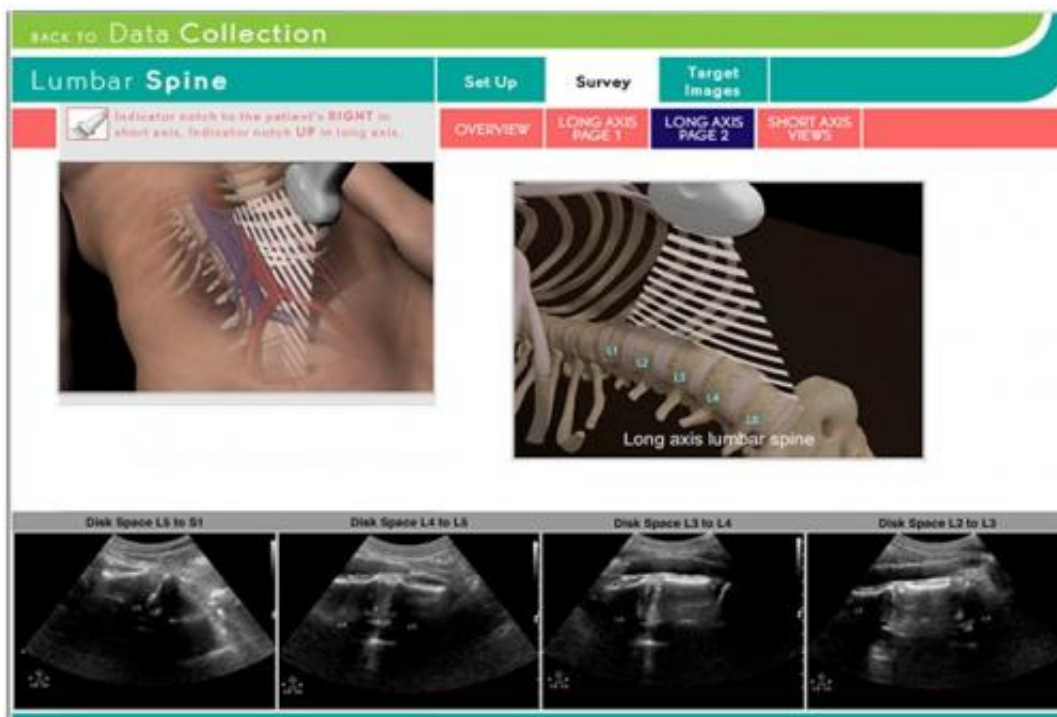 BACK TO Data Collection
Lumbar Spine
Set Up
Survey
Target
Images
Indicator notch to the patient's RIGHT in
short axis. Indicator notch UP in long axis.
OVERVIEW
LONG AXIS
PAGE 1
LONG AXIS
PAGE 2
SHORT AXIS
VIEWS
L1
L2
L3
L4
L5
Long axis lumbar spine
Disk Space L5 to S1
Disk Space L4 to L5
Disk Space L3 to L4
Disk Space L2 to L3